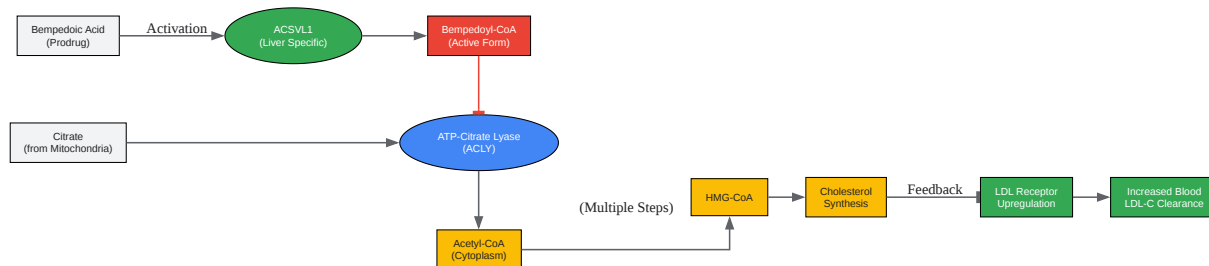 Bempedoic Acid
(Prodrug)
Activation
ACSVL1
(Liver Specific)
Bempedoyl-CoA
(Active Form)
Citrate
(from Mitochondria)
ATP-Citrate Lyase
(ACLY)
Acetyl-CoA
(Cytoplasm)
(Multiple Steps)
HMG-CoA
Cholesterol
Synthesis
Feedback
LDL Receptor
Upregulation
Increased Blood
LDL-C Clearance